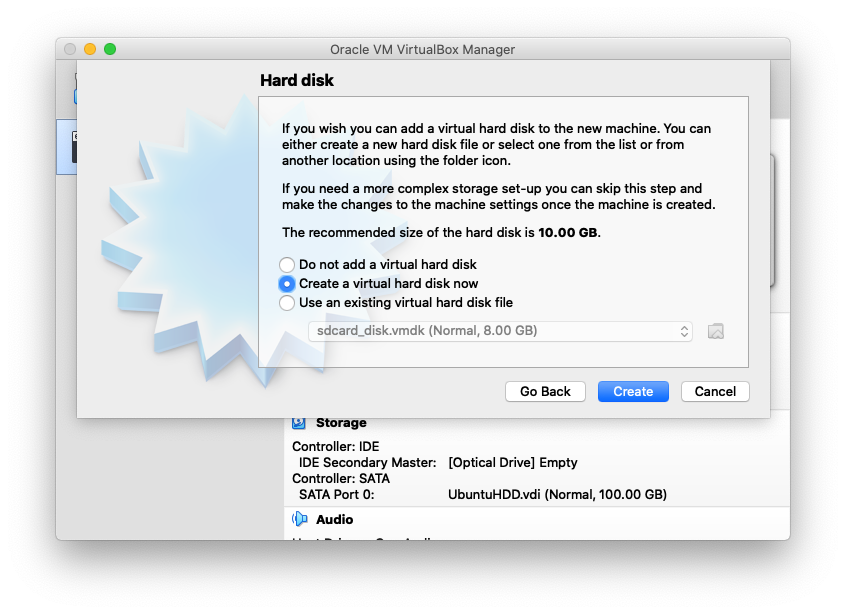 Oracle VM VirtualBox Manager
Hard disk
If you wish you can add a virtual hard disk to the new machine. You can
either create a new hard disk file or select one from the list or from
another location using the folder icon.
If you need a more complex storage set-up you can skip this step and
make the changes to the machine settings once the machine is created.
The recommended size of the hard disk is 10.00 GB.
Do not add a virtual hard disk
Create a virtual hard disk now
Use an existing virtual hard disk file
sdcard_disk.vmdk (Normal, 8.00 GB)
Go Back Create Cancel
Storage
Controller: IDE
IDE Secondary Master: [Optical Drive] Empty
Controller: SATA
SATA Port 0: UbuntuHDD.vdi (Normal, 100.00 GB)
Audio